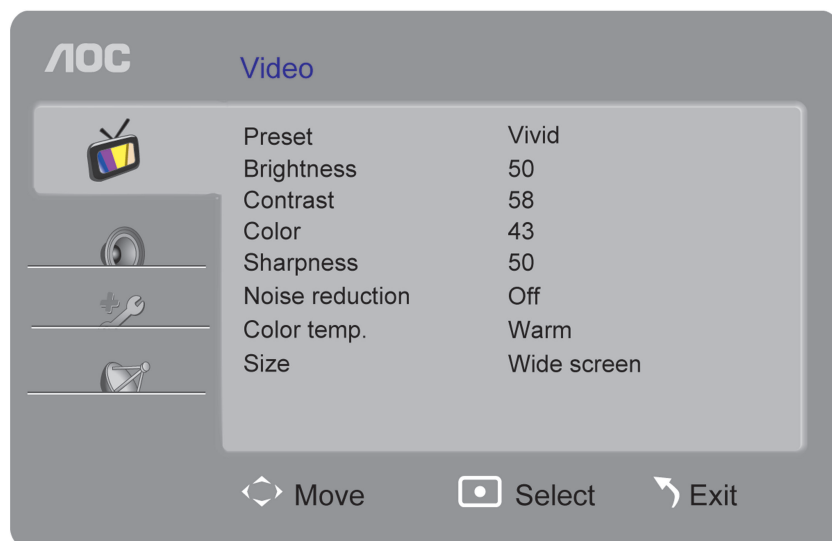 AOC
Video
Preset Vivid
Brightness 50
Contrast 58
Color 43
Sharpness 50
Noise reduction Off
Color temp. Warm
Size Wide screen
Move Select Exit